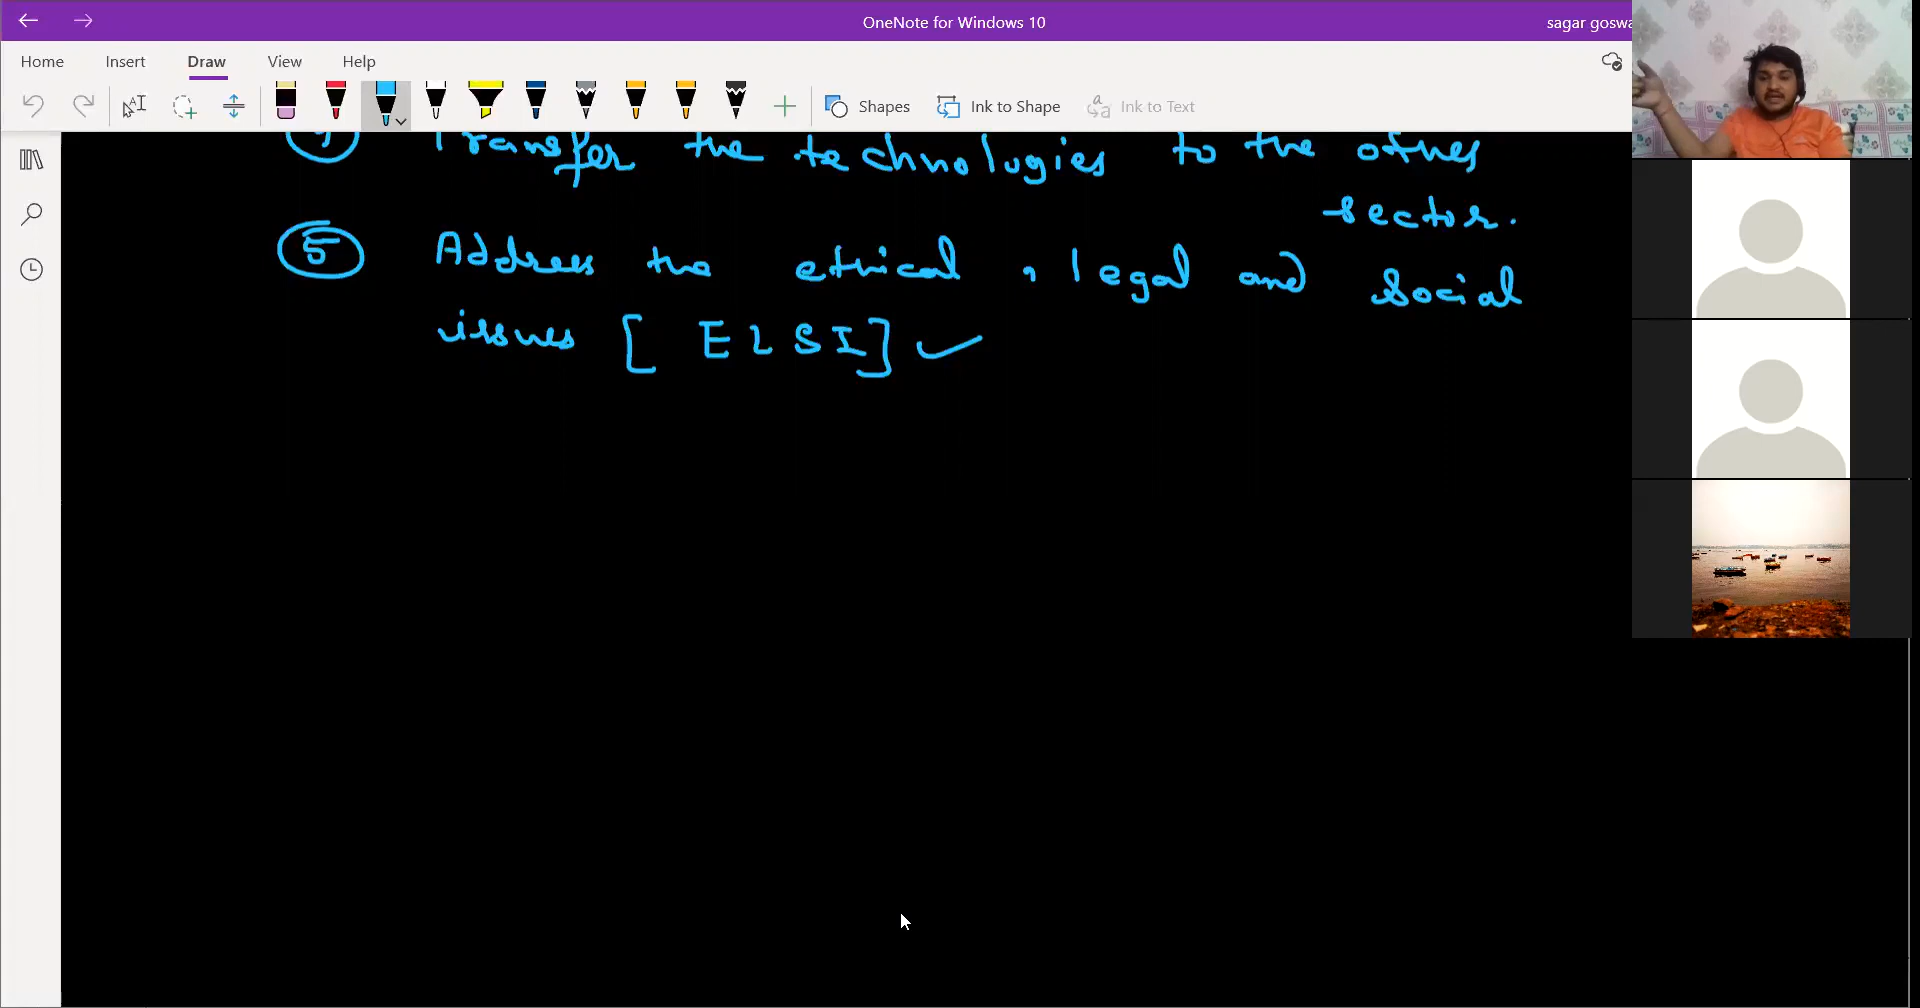 OneNote for Windows 10
sagar goswa
Home Insert Draw View Help
Shapes Ink to Shape Ink to Text
Transfer the technologies to the other
sector.
5 Address the ethical, legal and social
issues [ELSI]